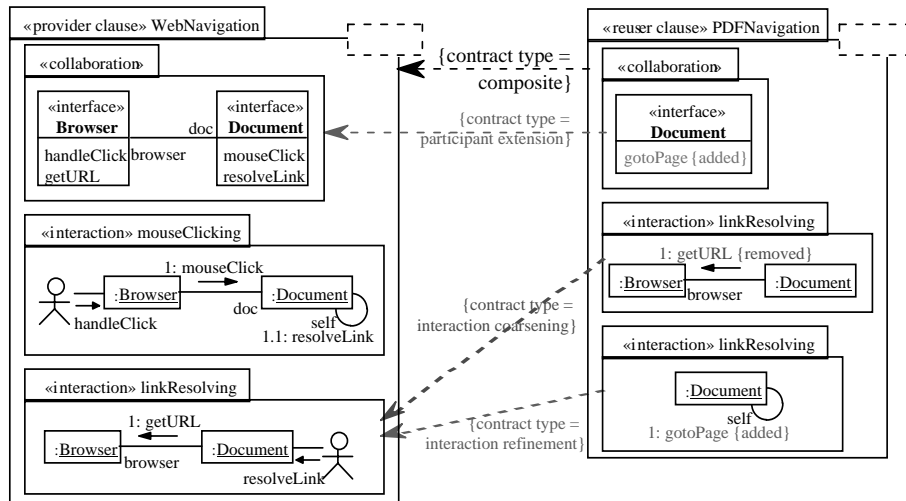 «provider clause» WebNavigation
«collaboration»
«interface»
Browser
doc
«interface»
Document
handleClick
browser
getURL
mouseClick
resolveLink
«interaction» mouseClicking
1: mouseClick
:Browser
:Document
handleClick
doc
self
1.1: resolveLink
«interaction» linkResolving
1: getURL
:Browser
:Document
browser
resolveLink
{contract type =
composite}
{contract type =
participant extension}
{contract type =
interaction coarsening}
{contract type =
interaction refinement}
«reuser clause» PDFNavigation
«collaboration»
«interface»
Document
gotoPage {added}
«interaction» linkResolving
1: getURL {removed}
:Browser
:Document
browser
«interaction» linkResolving
:Document
self
1: gotoPage {added}